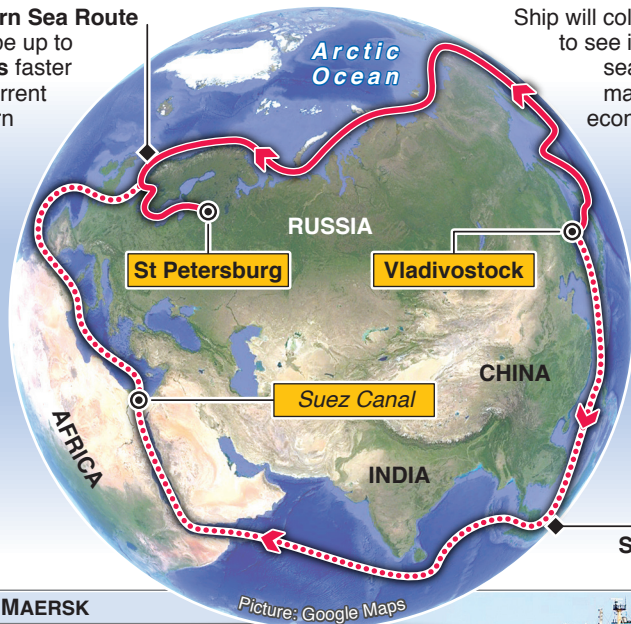 rn Sea Route
be up to
s faster
rrent
rn
Ship will col
to see i
sea
ma
econ
Arctic
Ocean
RUSSIA
St Petersburg
Vladivostock
CHINA
Suez Canal
AFRICA
INDIA
S
MAERSK
Picture: Google Maps